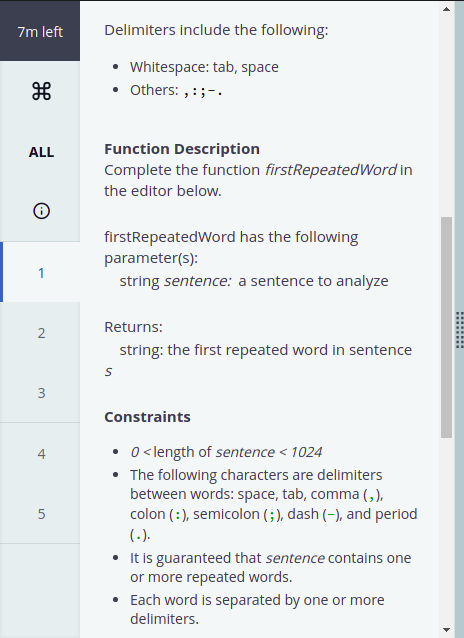 7m left
ALL
1
2
3
4
5
Delimiters include the following:
Whitespace: tab, space
Others: ,:;-.
Function Description
Complete the function firstRepeatedWord in
the editor below.
firstRepeatedWord has the following
parameter(s):
string sentence: a sentence to analyze
Returns:
string: the first repeated word in sentence
s
Constraints
0 < length of sentence < 1024
The following characters are delimiters
between words: space, tab, comma (,),
colon (:), semicolon (;), dash (-), and period
(.).
It is guaranteed that sentence contains one
or more repeated words.
Each word is separated by one or more
delimiters.